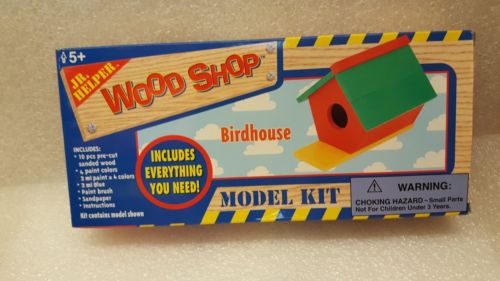 5+
JR.
HELPER™
WOOD SHOP™
Birdhouse
INCLUDES:
• 10 pcs pre-cut
sanded wood
• 4 paint colors
3 ml paint x 4 colors
• 3 ml Glue
• Paint brush
• Sandpaper
• Instructions
Kit contains model shown
INCLUDES
EVERYTHING
YOU NEED!
MODEL KIT
WARNING:
CHOKING HAZARD – Small Parts
Not For Children Under 3 Years.